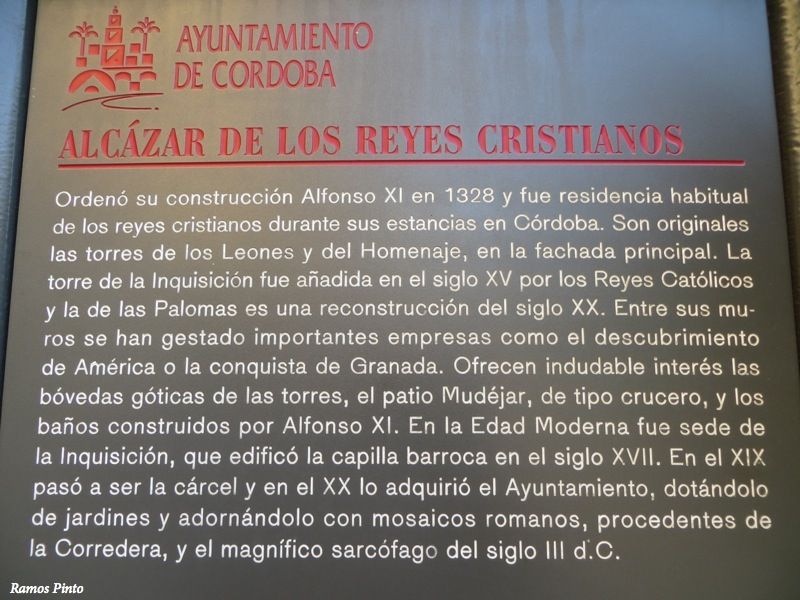 AYUNTAMIENTO
DE CORDOBA
ALCÁZAR DE LOS REYES CRISTIANOS
Ordenó su construcción Alfonso XI en 1328 y fue residencia habitual
de los reyes cristianos durante sus estancias en Córdoba. Son originales
las torres de los Leones y del Homenaje, en la fachada principal. La
torre de la Inquisición fue añadida en el siglo XV por los Reyes Católicos
y la de las Palomas es una reconstrucción del siglo XX. Entre sus mu-
ros se han gestado importantes empresas como el descubrimiento
de América o la conquista de Granada. Ofrecen indudable interés las
bóvedas góticas de las torres, el patio Mudéjar, de tipo crucero, y los
baños construidos por Alfonso XI. En la Edad Moderna fue sede de
la Inquisición, que edificó la capilla barroca en el siglo XVII. En el XIX
pasó a ser la cárcel y en el XX lo adquirió el Ayuntamiento, dotándolo
de jardines y adornándolo con mosaicos romanos, procedentes de
la Corredera, y el magnífico sarcófago del siglo III d.C.
Ramos Pinto